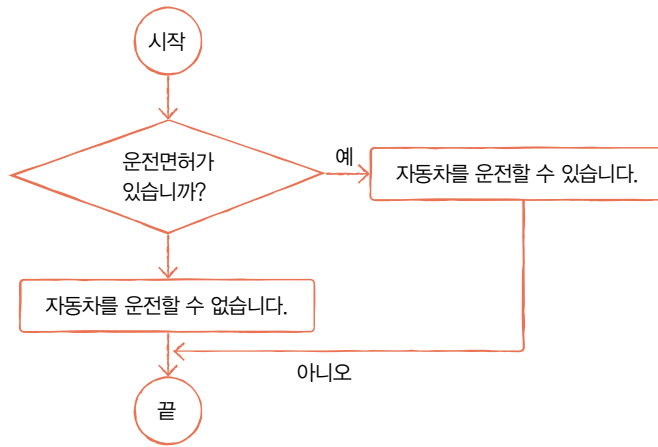 시작
운전면허가
있습니까?
예
자동차를 운전할 수 있습니다.
자동차를 운전할 수 없습니다.
아니오
끝